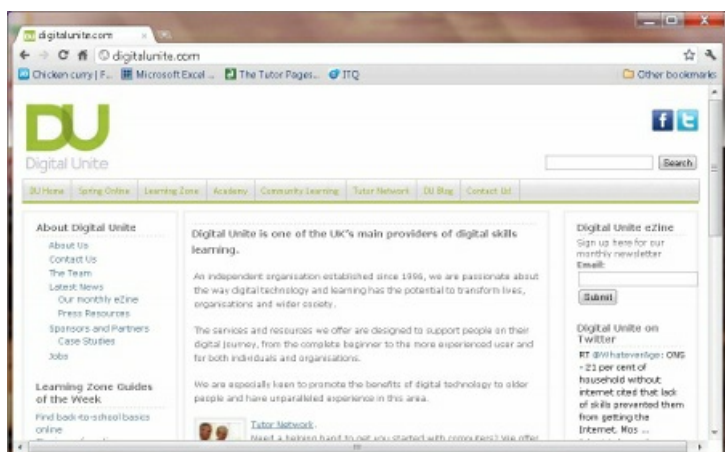 digitalunite.com
digitalunite.com
Chicken curry | F... Microsoft Excel ... The Tutor Pages... ITQ Other bookmarks
DU
Digital Unite
Search
DU Home Spring Online Learning Zone Academy Community Learning Tutor Network DU Blog Contact Us
About Digital Unite
About Us
Contact Us
The Team
Latest News
Our monthly eZine
Press Resources
Sponsors and Partners
Case Studies
Jobs
Learning Zone Guides
of the Week
Find back-to-school basics
online
Digital Unite is one of the UK's main providers of digital skills
learning.
An independent organisation established since 1996, we are passionate about
the way digital technology and learning has the potential to transform lives,
organisations and wider society.
The services and resources we offer are designed to support people on their
digital journey, from the complete beginner to the more experienced user and
for both individuals and organisations.
We are especially keen to promote the benefits of digital technology to older
people and have unparalleled experience in this area.
Tutor Network.
Need a helping hand to get you started with computers? We offer
Digital Unite eZine
Sign up here for our
monthly newsletter
Email:
Submit
Digital Unite on
Twitter
RT @WhateverAge: ONS
- 21 per cent of
household without
internet cited that lack
of skills prevented them
from getting the
Internet. Mos ...